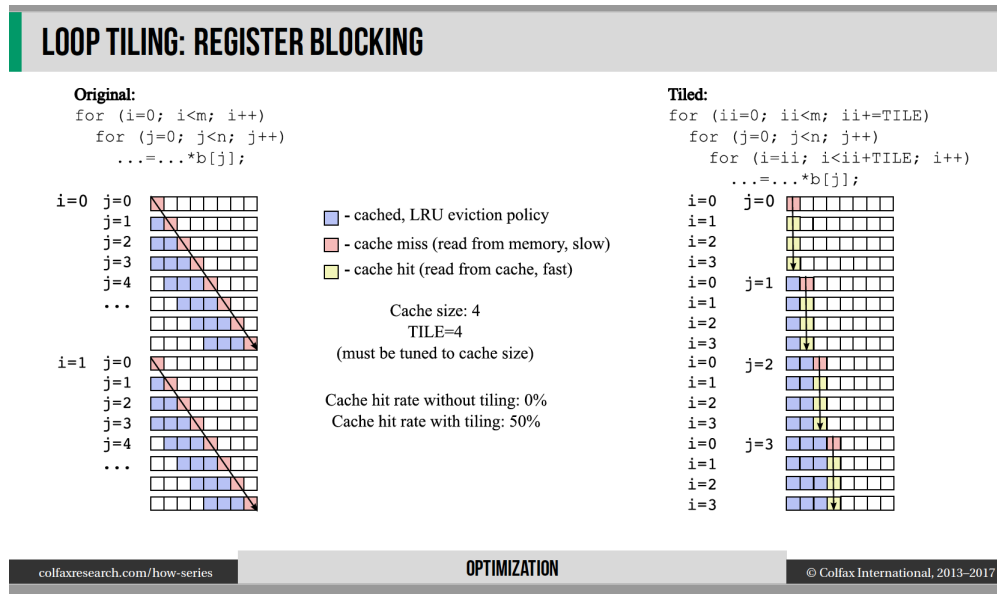 LOOP TILING: REGISTER BLOCKING
Original:
for (i=0; i<m; i++)
for (j=0; j<n; j++)
...=...*b[j];
i=0 j=0
j=1
j=2
j=3
j=4
...
i=1 j=0
j=1
j=2
j=3
j=4
...
- cached, LRU eviction policy
- cache miss (read from memory, slow)
- cache hit (read from cache, fast)
Cache size: 4
TILE=4
(must be tuned to cache size)
Cache hit rate without tiling: 0%
Cache hit rate with tiling: 50%
Tiled:
for (ii=0; ii<m; ii+=TILE)
for (j=0; j<n; j++)
for (i=ii; i<ii+TILE; i++)
...=...*b[j];
i=0 j=0
i=1
i=2
i=3
i=0 j=1
i=1
i=2
i=3
i=0 j=2
i=1
i=2
i=3
i=0 j=3
i=1
i=2
i=3
colfaxresearch.com/how-series
OPTIMIZATION
© Colfax International, 2013–2017